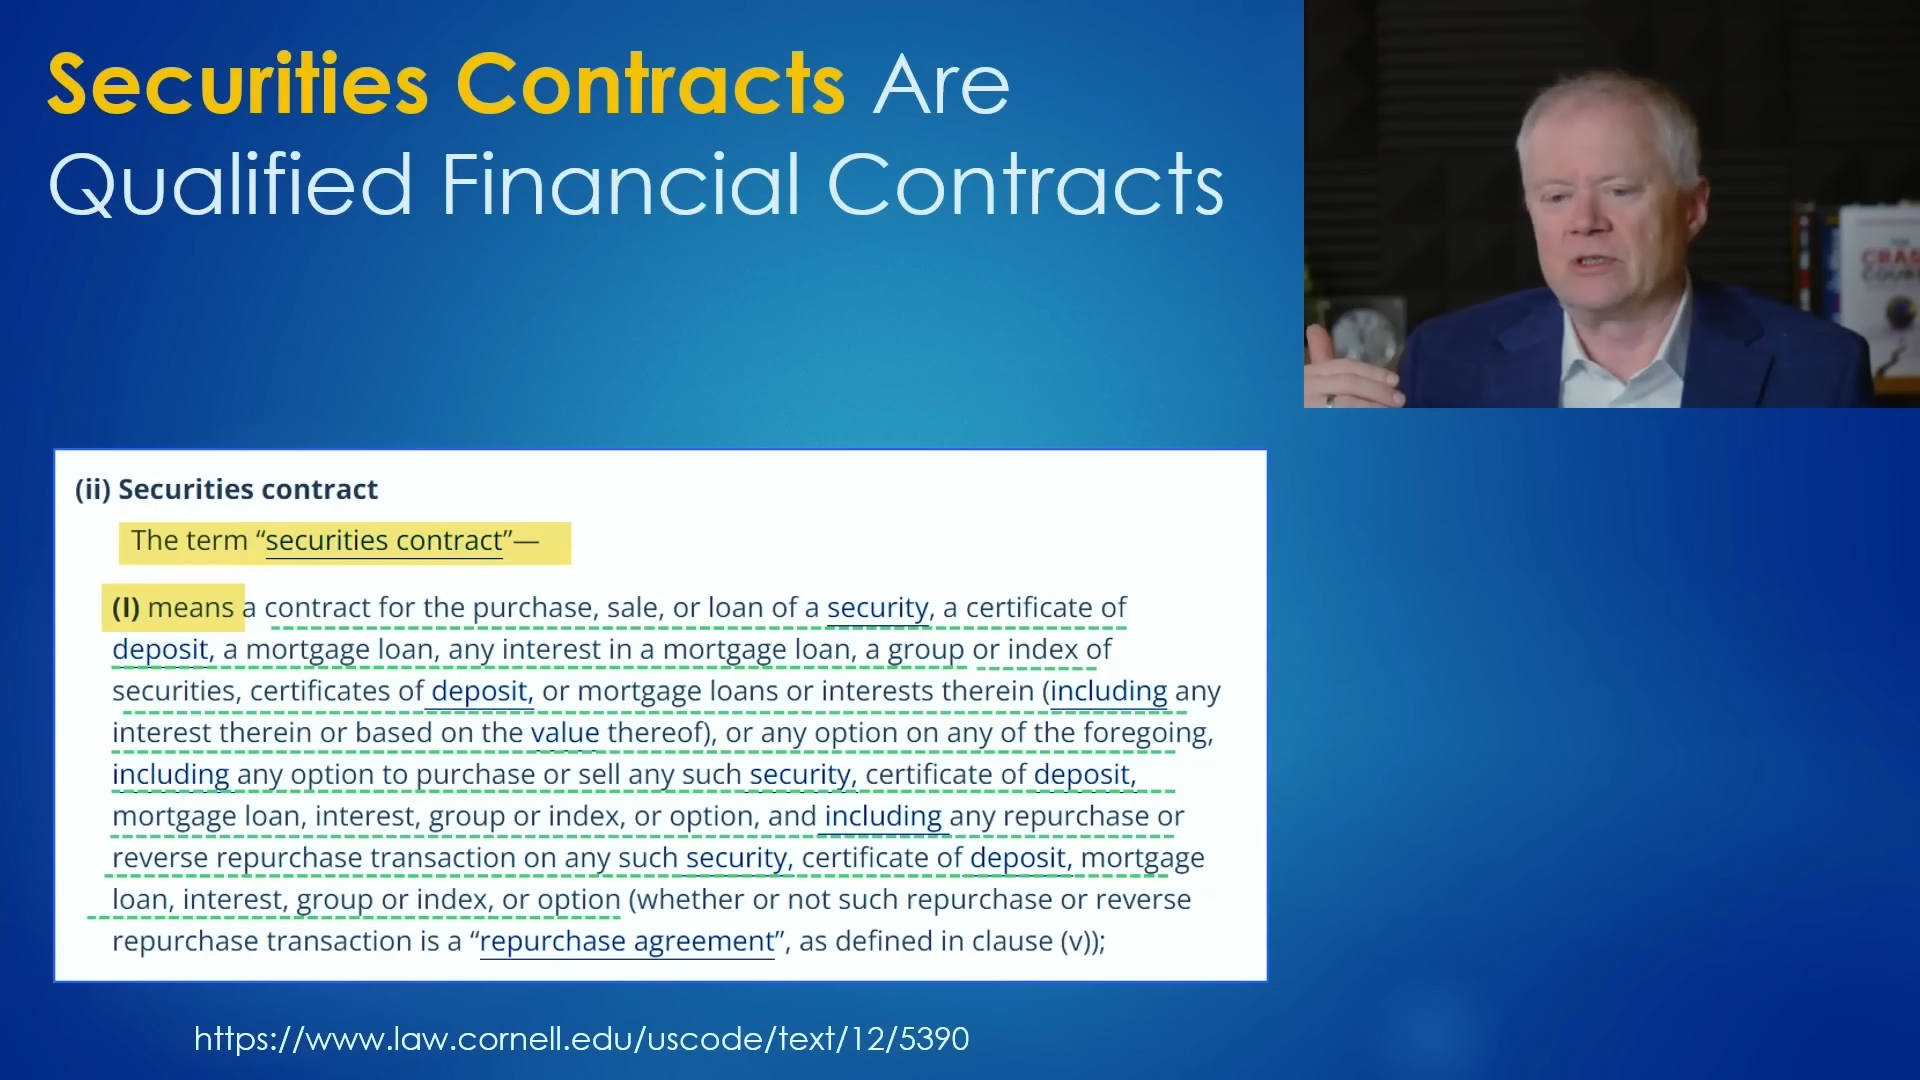 Securities Contracts Are
Qualified Financial Contracts
(ii) Securities contract
The term “securities contract”—
(I) means a contract for the purchase, sale, or loan of a security, a certificate of
deposit, a mortgage loan, any interest in a mortgage loan, a group or index of
securities, certificates of deposit, or mortgage loans or interests therein (including any
interest therein or based on the value thereof), or any option on any of the foregoing,
including any option to purchase or sell any such security, certificate of deposit,
mortgage loan, interest, group or index, or option, and including any repurchase or
reverse repurchase transaction on any such security, certificate of deposit, mortgage
loan, interest, group or index, or option (whether or not such repurchase or reverse
repurchase transaction is a “repurchase agreement”, as defined in clause (v));
https://www.law.cornell.edu/uscode/text/12/5390